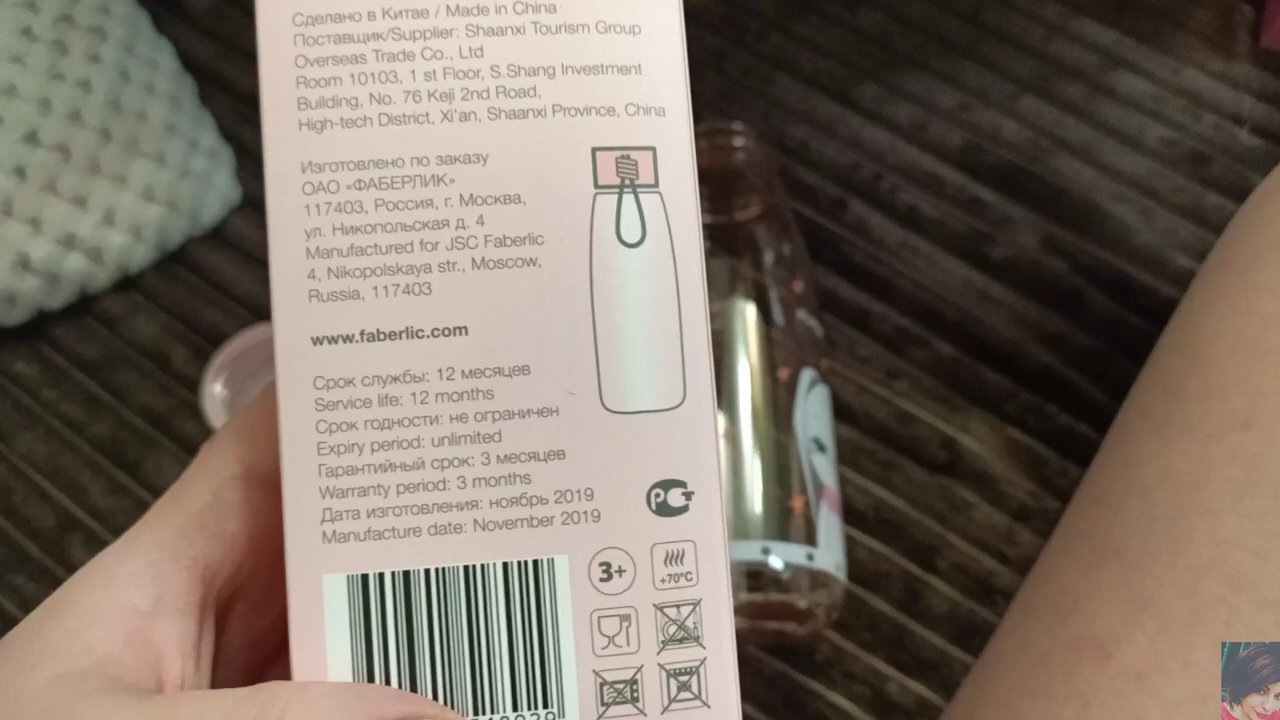 Сделано в Китае / Made in China
Поставщик/Supplier: Shaanxi Tourism Group
Overseas Trade Co., Ltd
Room 10103, 1 st Floor, S.Shang Investment
Building, No. 76 Keji 2nd Road,
High-tech District, Xi'an, Shaanxi Province, China
Изготовлено по заказу
ОАО «ФАБЕРЛИК»
117403, Россия, г. Москва,
ул. Никопольская д. 4
Manufactured for JSC Faberlic
4, Nikopolskaya str., Moscow,
Russia, 117403
www.faberlic.com
Срок службы: 12 месяцев
Service life: 12 months
Срок годности: не ограничен
Expiry period: unlimited
Гарантийный срок: 3 месяцев
Warranty period: 3 months
Дата изготовления: ноябрь 2019
Manufacture date: November 2019
РСТ
3+
+70°C